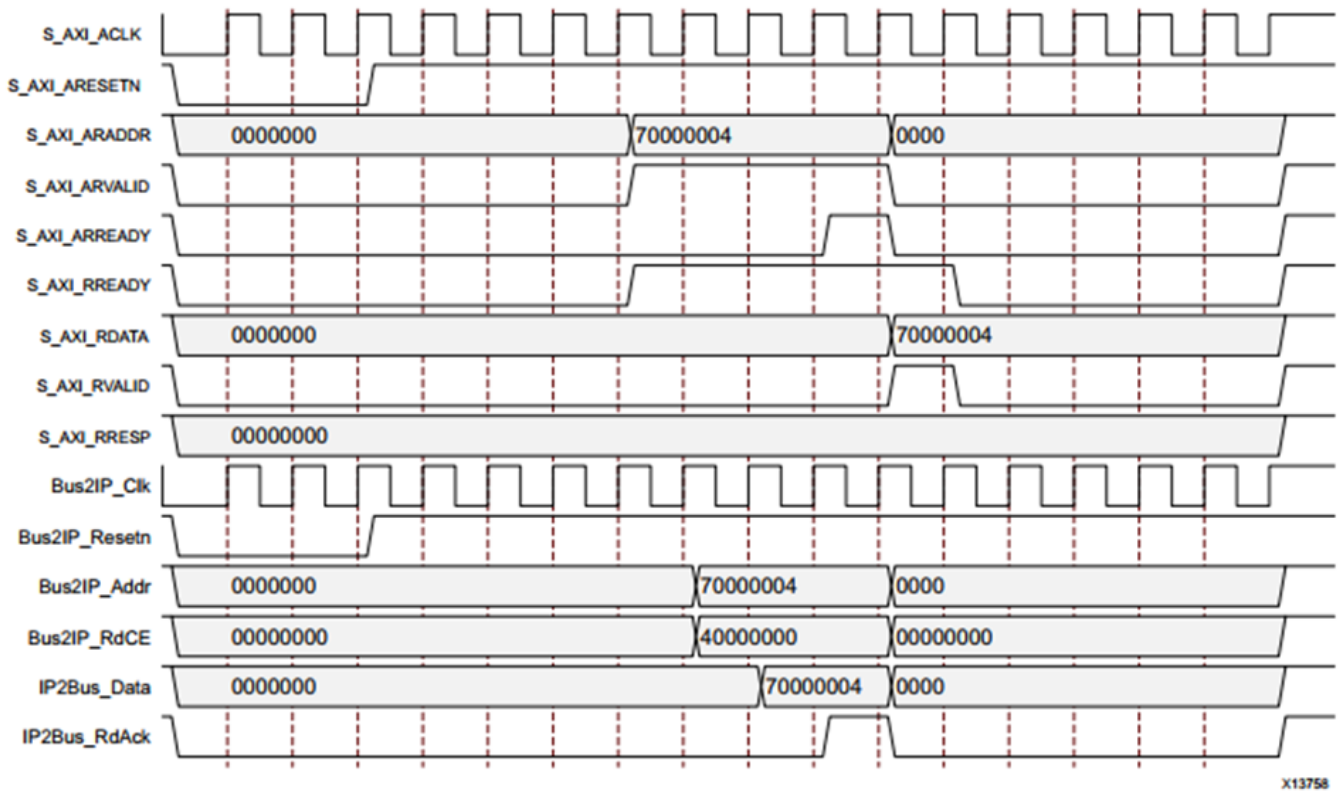 S_AXI_ACLK
S_AXI_ARESETN
S_AXI_ARADDR 0000000 70000004 0000
S_AXI_ARVALID
S_AXI_ARREADY
S_AXI_RREADY
S_AXI_RDATA 0000000 70000004
S_AXI_RVALID
S_AXI_RRESP 00000000
Bus2IP_Clk
Bus2IP_Resetn
Bus2IP_Addr 0000000 70000004 0000
Bus2IP_RdCE 00000000 40000000 00000000
IP2Bus_Data 0000000 70000004 0000
IP2Bus_RdAck
X13758